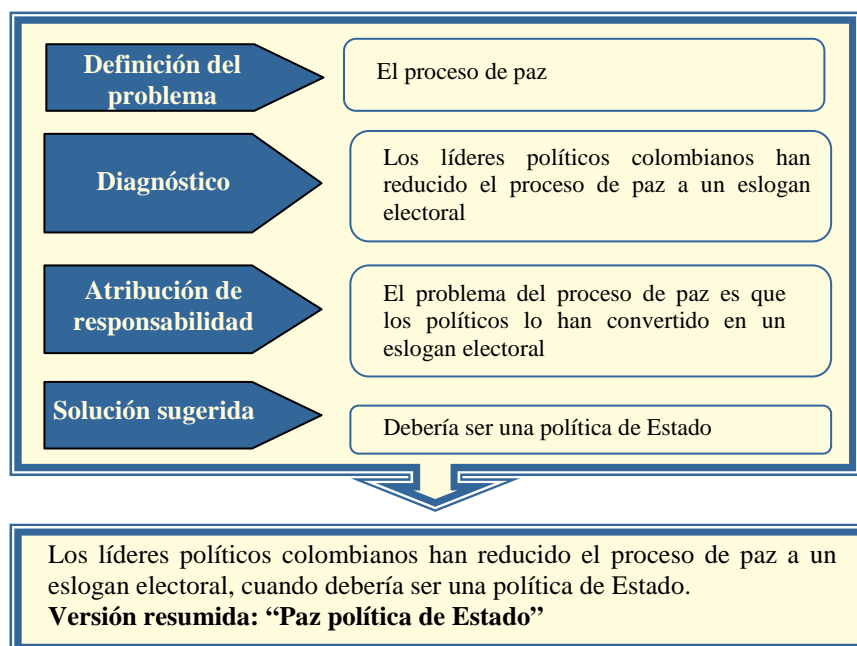 Definición del
problema
El proceso de paz
Diagnóstico
Los líderes políticos colombianos han
reducido el proceso de paz a un eslogan
electoral
Atribución de
responsabilidad
El problema del proceso de paz es que
los políticos lo han convertido en un
eslogan electoral
Solución sugerida
Debería ser una política de Estado
Los líderes políticos colombianos han reducido el proceso de paz a un
eslogan electoral, cuando debería ser una política de Estado.
Versión resumida: “Paz política de Estado”